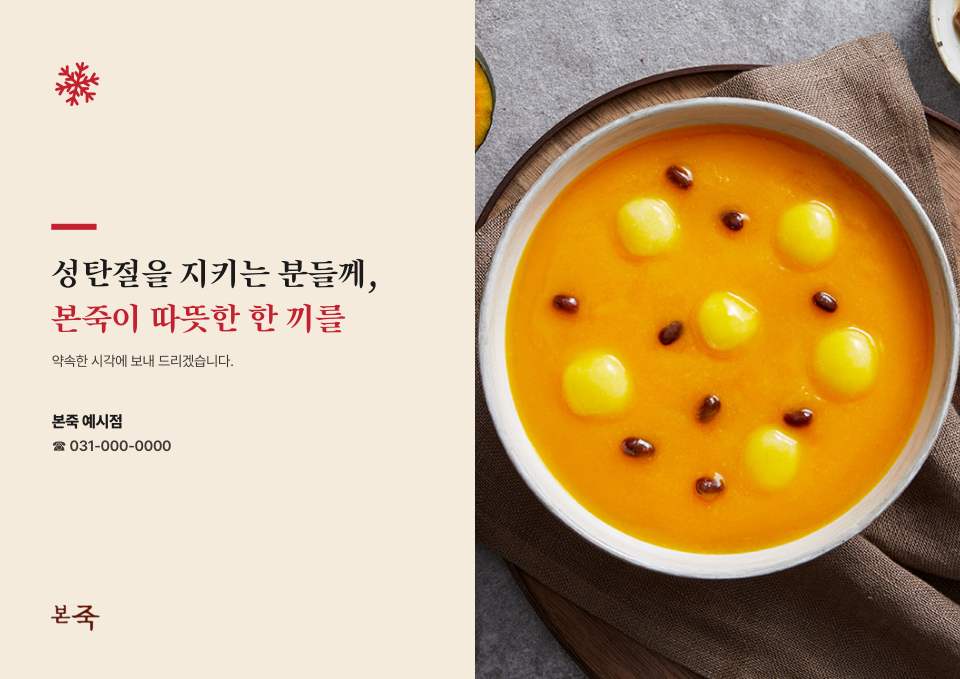 성탄절을 지키는 분들께,
본죽이 따뜻한 한 끼를
약속한 시각에 보내 드리겠습니다.
본죽 예시점
☎ 031-000-0000
본죽